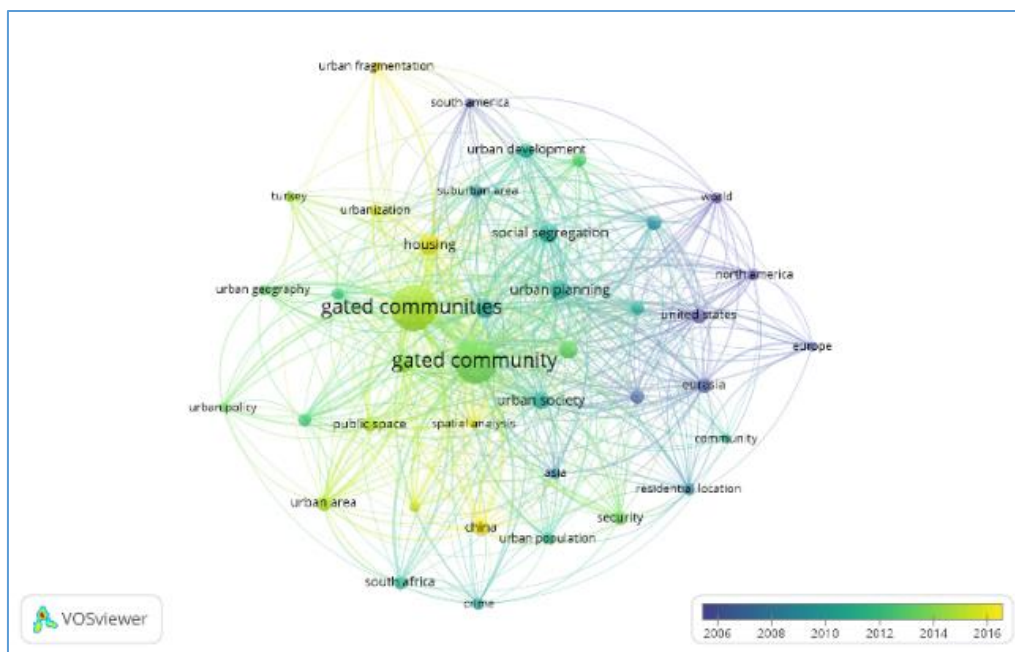 urban fragmentation
south america
urban development
suburban area
turkey
urbanization
world
social segregation
housing
north america
urban geography
urban planning
gated communities
united states
europe
gated community
eurasia
urban society
urban policy
public space
spatial analysis
community
asia
residential location
urban area
security
china
urban population
south africa
crime
VOSviewer
2006 2008 2010 2012 2014 2016